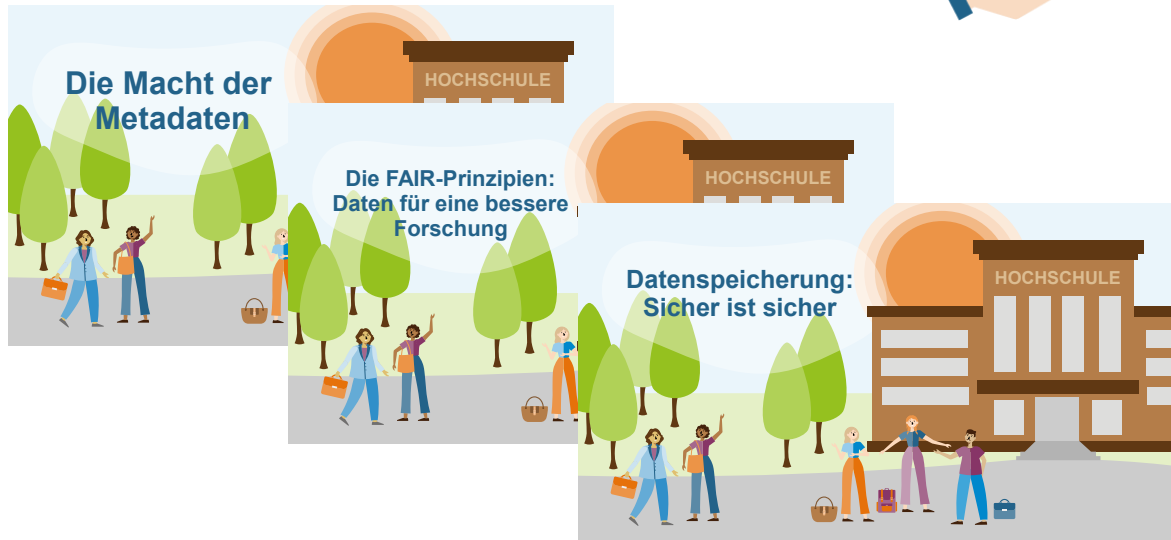 Die Macht der
Metadaten
HOCHSCHULE
Die FAIR-Prinzipien:
Daten für eine bessere
Forschung
HOCHSCHULE
Datenspeicherung:
Sicher ist sicher
HOCHSCHULE